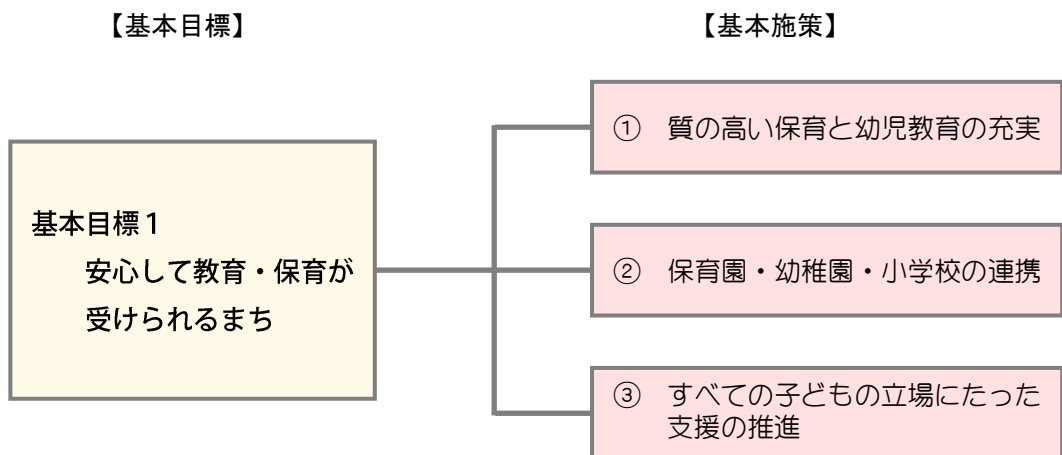 【基本目標】
【基本施策】
基本目標１
安心して教育・保育が
受けられるまち
① 質の高い保育と幼児教育の充実
② 保育園・幼稚園・小学校の連携
③ すべての子どもの立場にたった
支援の推進